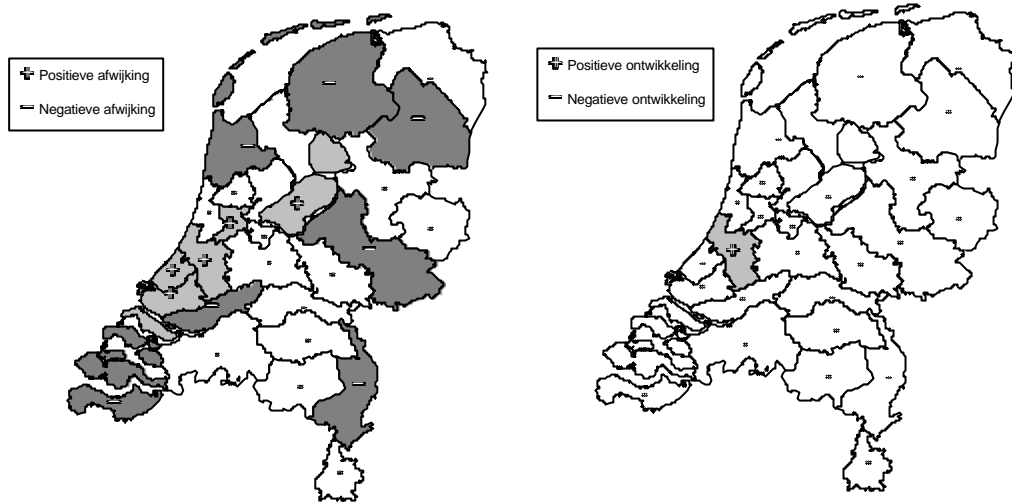 Positieve afwijking
Negatieve afwijking
Positieve ontwikkeling
Negatieve ontwikkeling